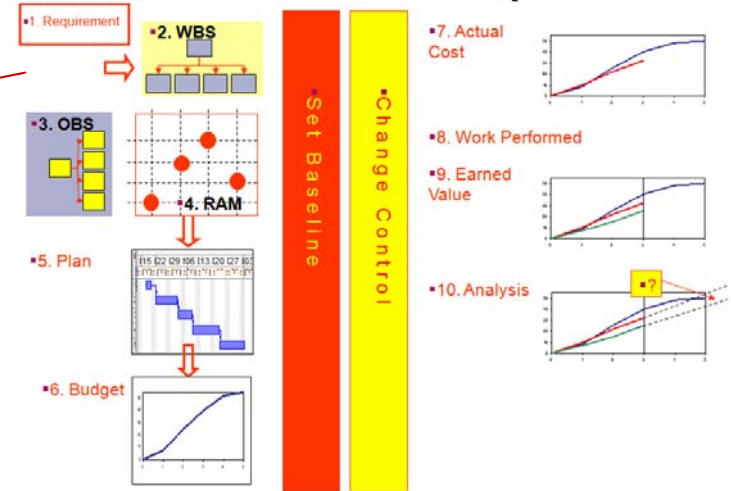 ▪1. Requirement
▪2. WBS
▪3. OBS
▪4. RAM
▪5. Plan
▪6. Budget
▪Set Baseline
▪Change Control
▪7. Actual
Cost
▪8. Work Performed
▪9. Earned
Value
▪10. Analysis
▪?